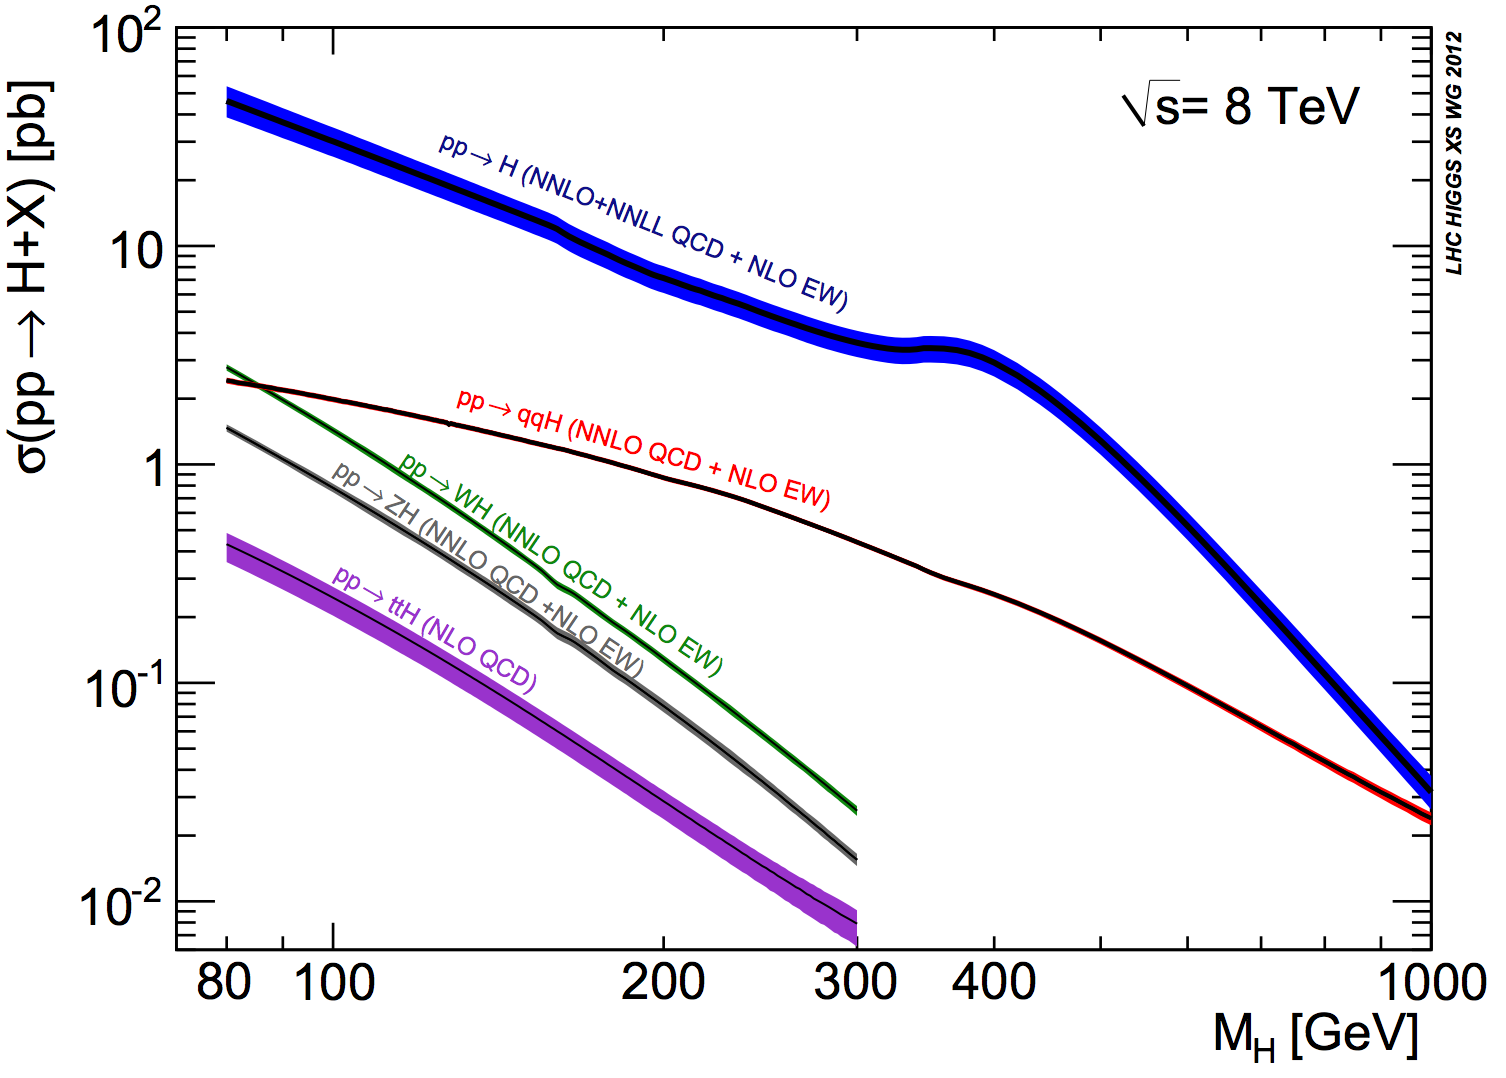 σ(pp → H+X) [pb]
10²
10
1
10⁻¹
10⁻²
√s= 8 TeV
LHC HIGGS XS WG 2012
pp → H (NNLO+NNLL QCD + NLO EW)
pp → qqH (NNLO QCD + NLO EW)
pp → WH (NNLO QCD + NLO EW)
pp → ZH (NNLO QCD +NLO EW)
pp → ttH (NLO QCD)
80 100 200 300 400 1000
M_H [GeV]